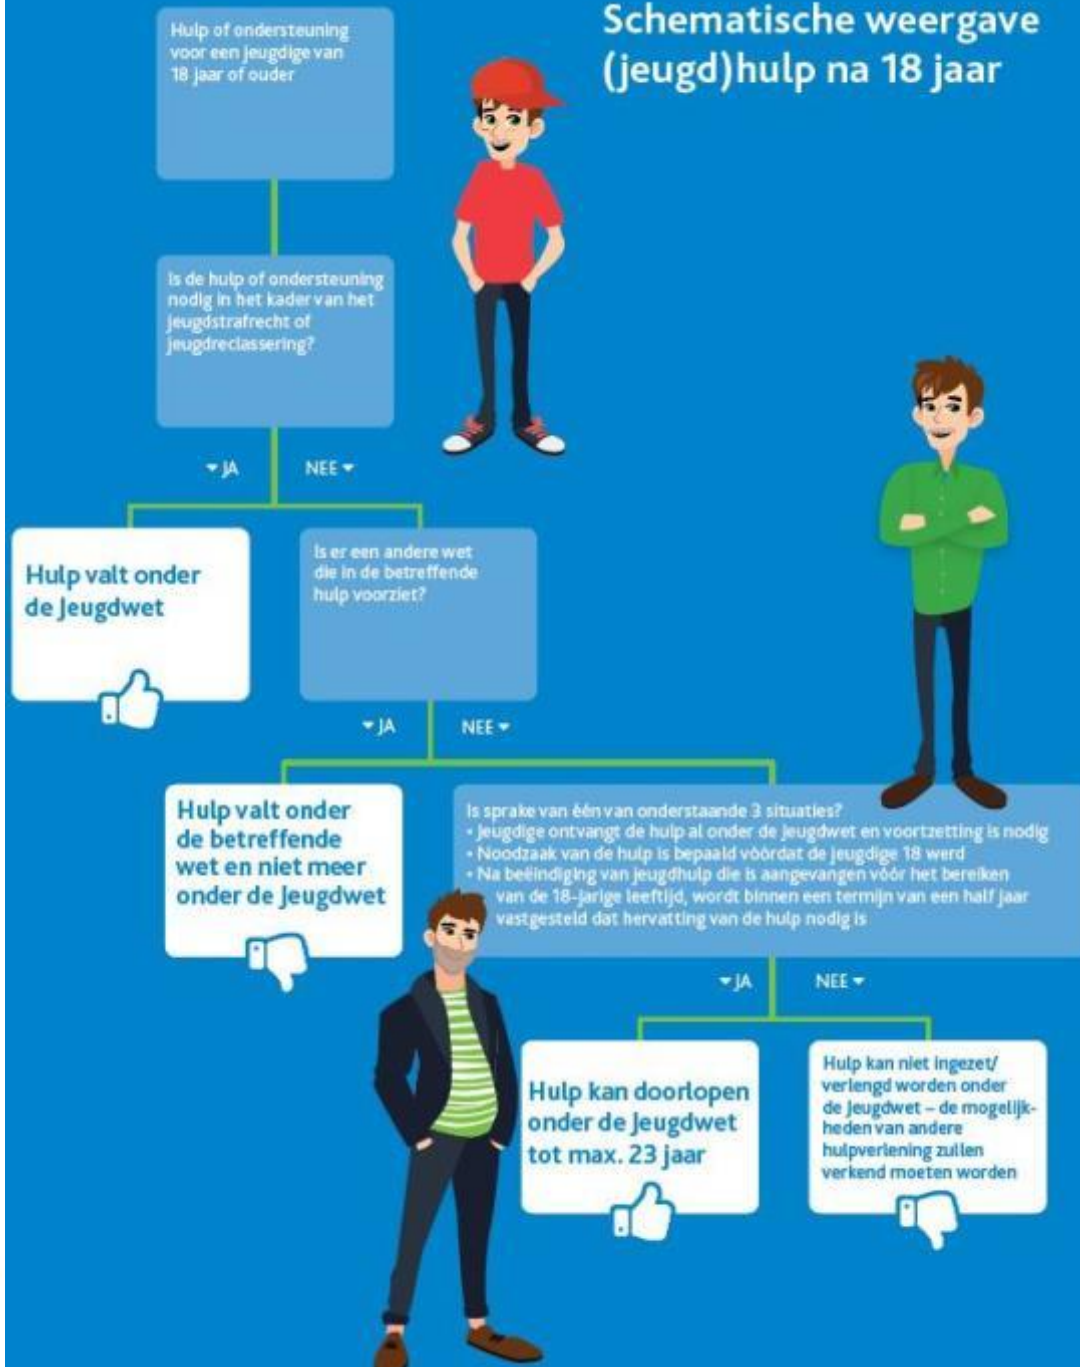 Schematische weergave
(jeugd)hulp na 18 jaar
Hulp of ondersteuning
voor een jeugdige van
18 jaar of ouder
Is de hulp of ondersteuning
nodig in het kader van het
jeugdstrafrecht of
jeugdreclassering?
JA
NEE
Hulp valt onder
de Jeugdwet
Is er een andere wet
die in de betreffende
hulp voorziet?
JA
NEE
Hulp valt onder
de betreffende
wet en niet meer
onder de Jeugdwet
Is sprake van één van onderstaande 3 situaties?
• Jeugdige ontvangt de hulp al onder de Jeugdwet en voortzetting is nodig
• Noodzaak van de hulp is bepaald vóórdat de jeugdige 18 werd
• Na beëindiging van jeugdhulp die is aangevangen vóór het bereiken
van de 18-jarige leeftijd, wordt binnen een termijn van een half jaar
vastgesteld dat hervatting van de hulp nodig is
JA
NEE
Hulp kan doorlopen
onder de Jeugdwet
tot max. 23 jaar
Hulp kan niet ingezet/
verlengd worden onder
de Jeugdwet – de mogelijk-
heden van andere
hulpverlening zullen
verkend moeten worden